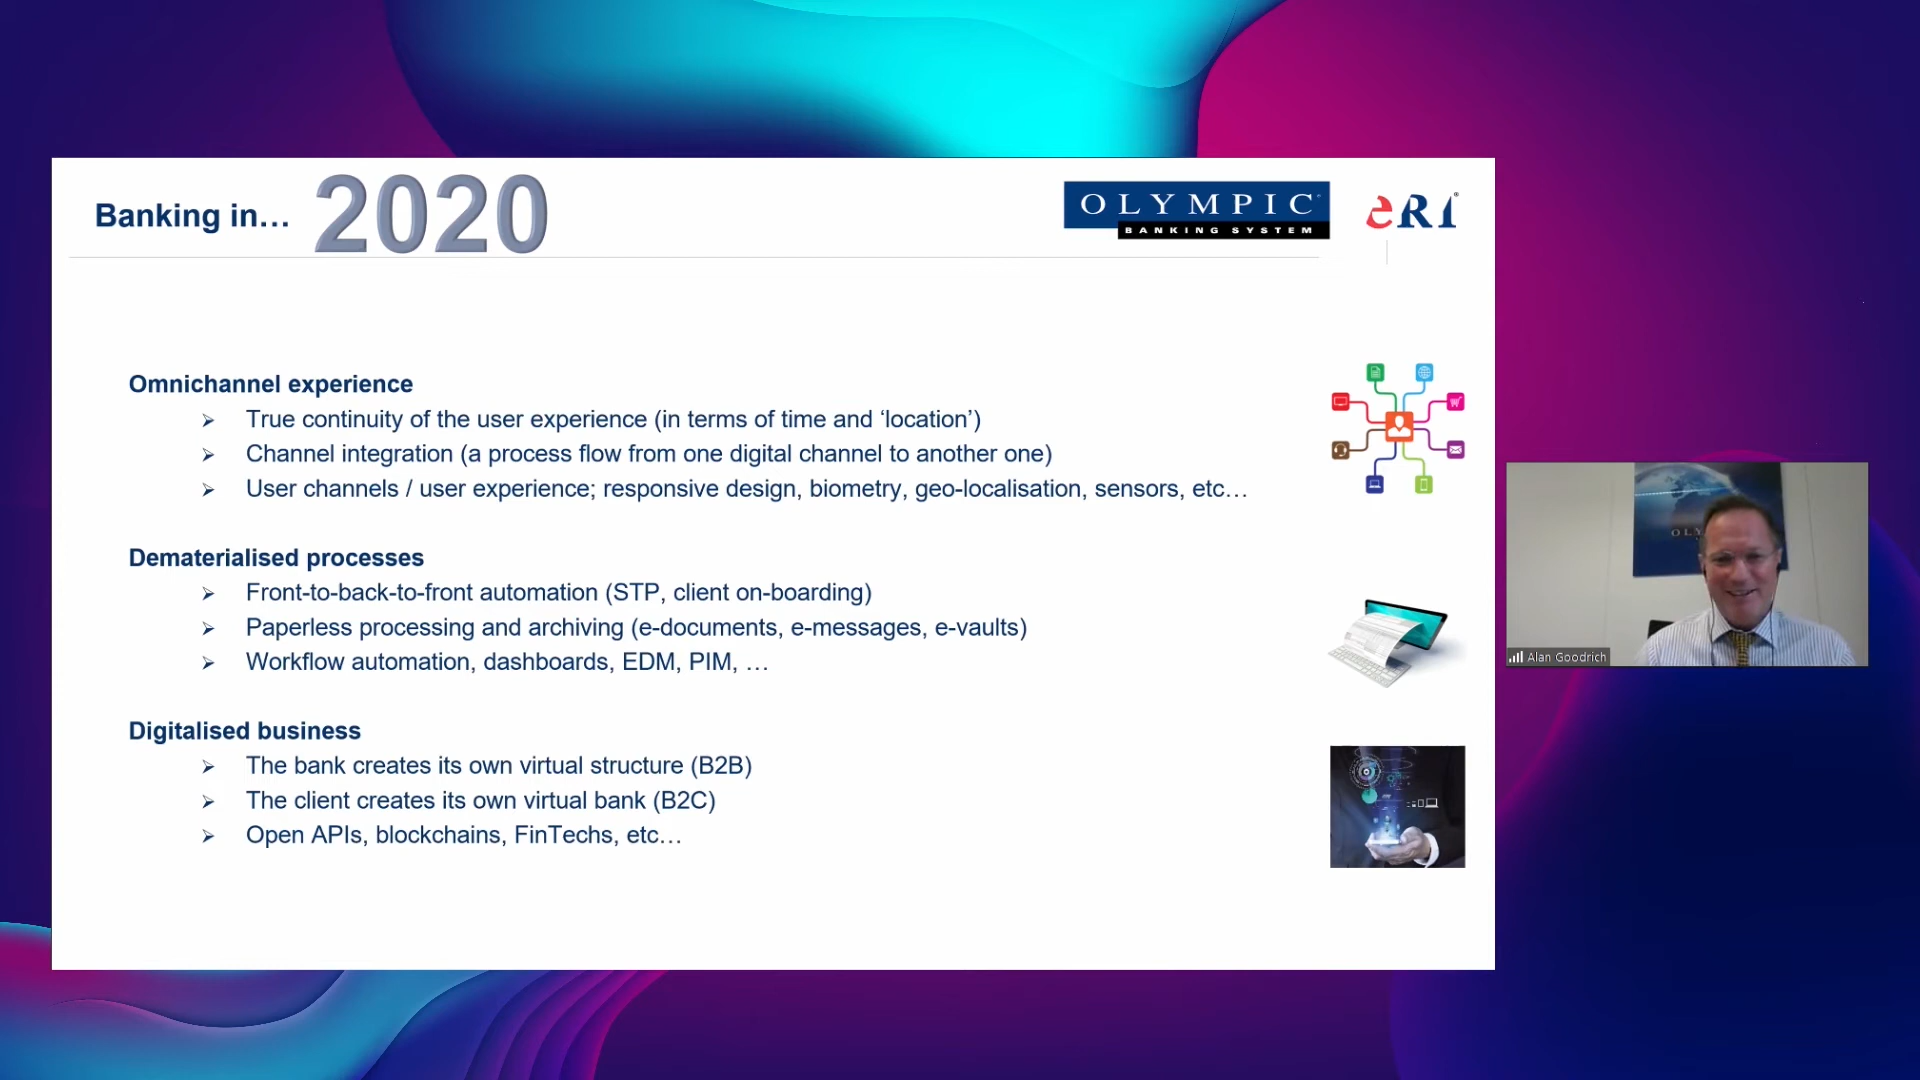 Banking in… 2020
OLYMPIC
BANKING SYSTEM
eRI
Omnichannel experience
➢ True continuity of the user experience (in terms of time and ‘location’)
➢ Channel integration (a process flow from one digital channel to another one)
➢ User channels / user experience; responsive design, biometry, geo-localisation, sensors, etc…
Dematerialised processes
➢ Front-to-back-to-front automation (STP, client on-boarding)
➢ Paperless processing and archiving (e-documents, e-messages, e-vaults)
➢ Workflow automation, dashboards, EDM, PIM, …
Digitalised business
➢ The bank creates its own virtual structure (B2B)
➢ The client creates its own virtual bank (B2C)
➢ Open APIs, blockchains, FinTechs, etc…
Alan Goodrich